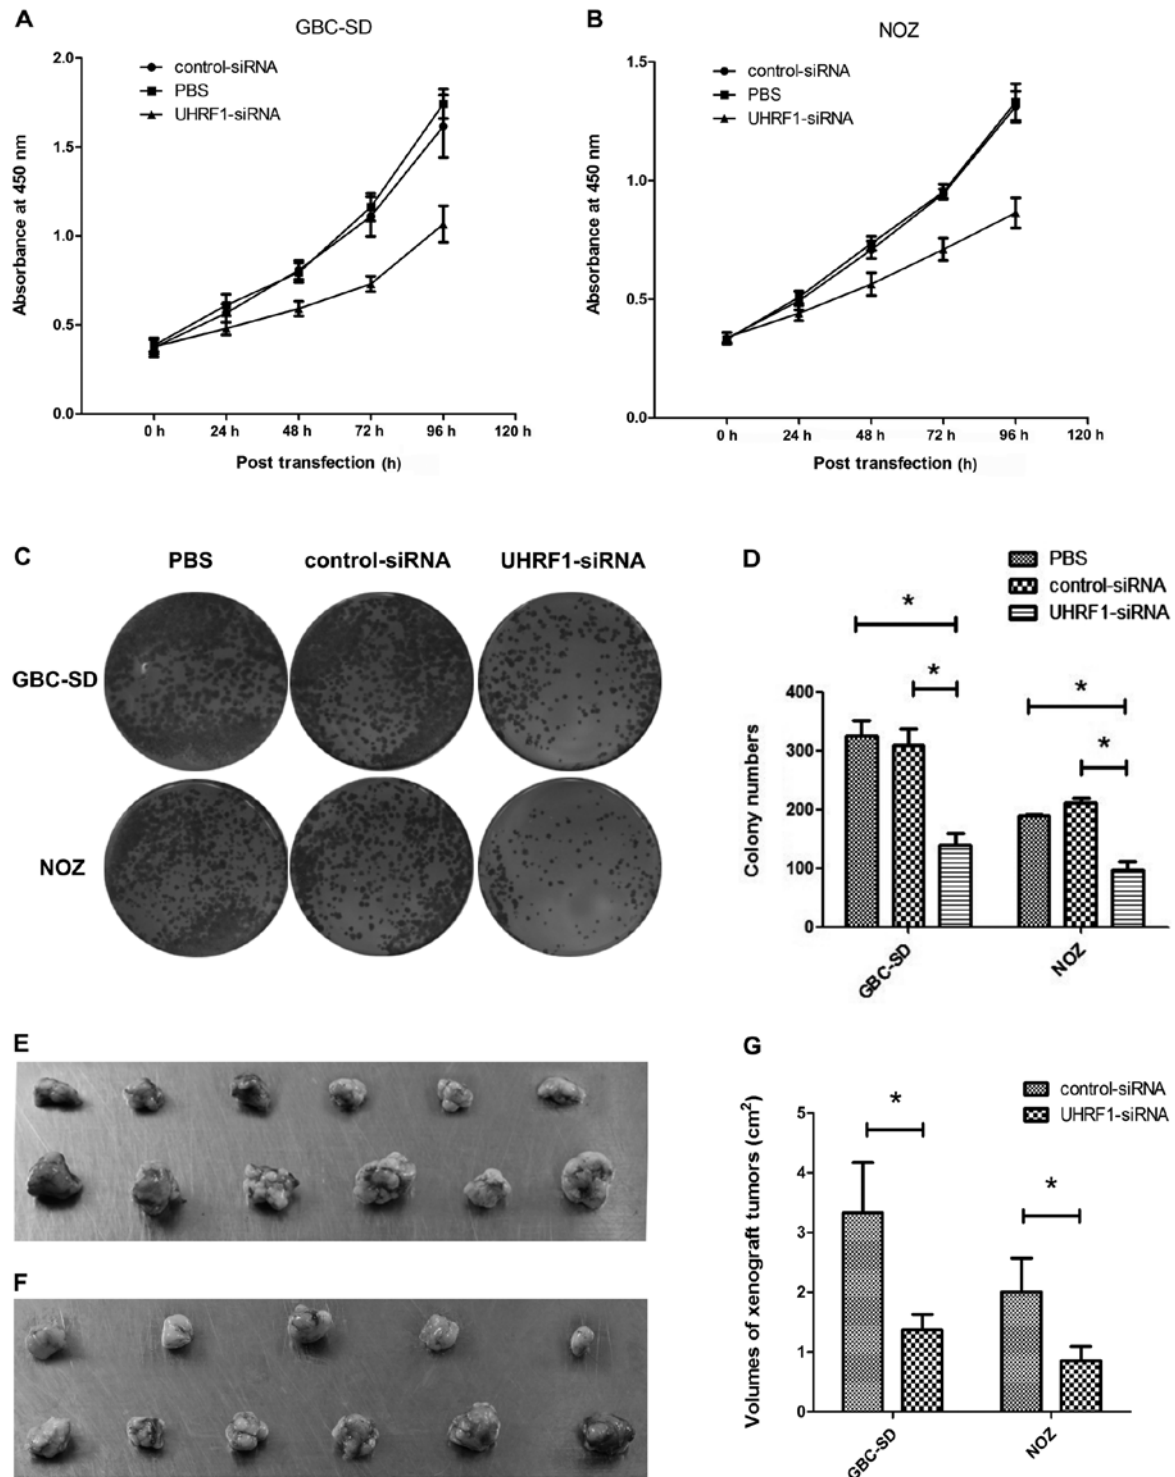 A
GBC-SD
2.0
1.5
1.0
0.5
0.0
Absorbance at 450 nm
control-siRNA
PBS
UHRF1-siRNA
0 h 24 h 48 h 72 h 96 h 120 h
Post transfection (h)
B
NOZ
1.5
1.0
0.5
0.0
Absorbance at 450 nm
control-siRNA
PBS
UHRF1-siRNA
0 h 24 h 48 h 72 h 96 h 120 h
Post transfection (h)
C
PBS control-siRNA UHRF1-siRNA
GBC-SD
NOZ
D
PBS
control-siRNA
UHRF1-siRNA
* *
* *
400
300
200
100
0
Colony numbers
GBC-SD NOZ
E
F
G
control-siRNA
UHRF1-siRNA
* *
5
4
3
2
1
0
Volumes of xenograft tumors (cm²)
GBC-SD NOZ